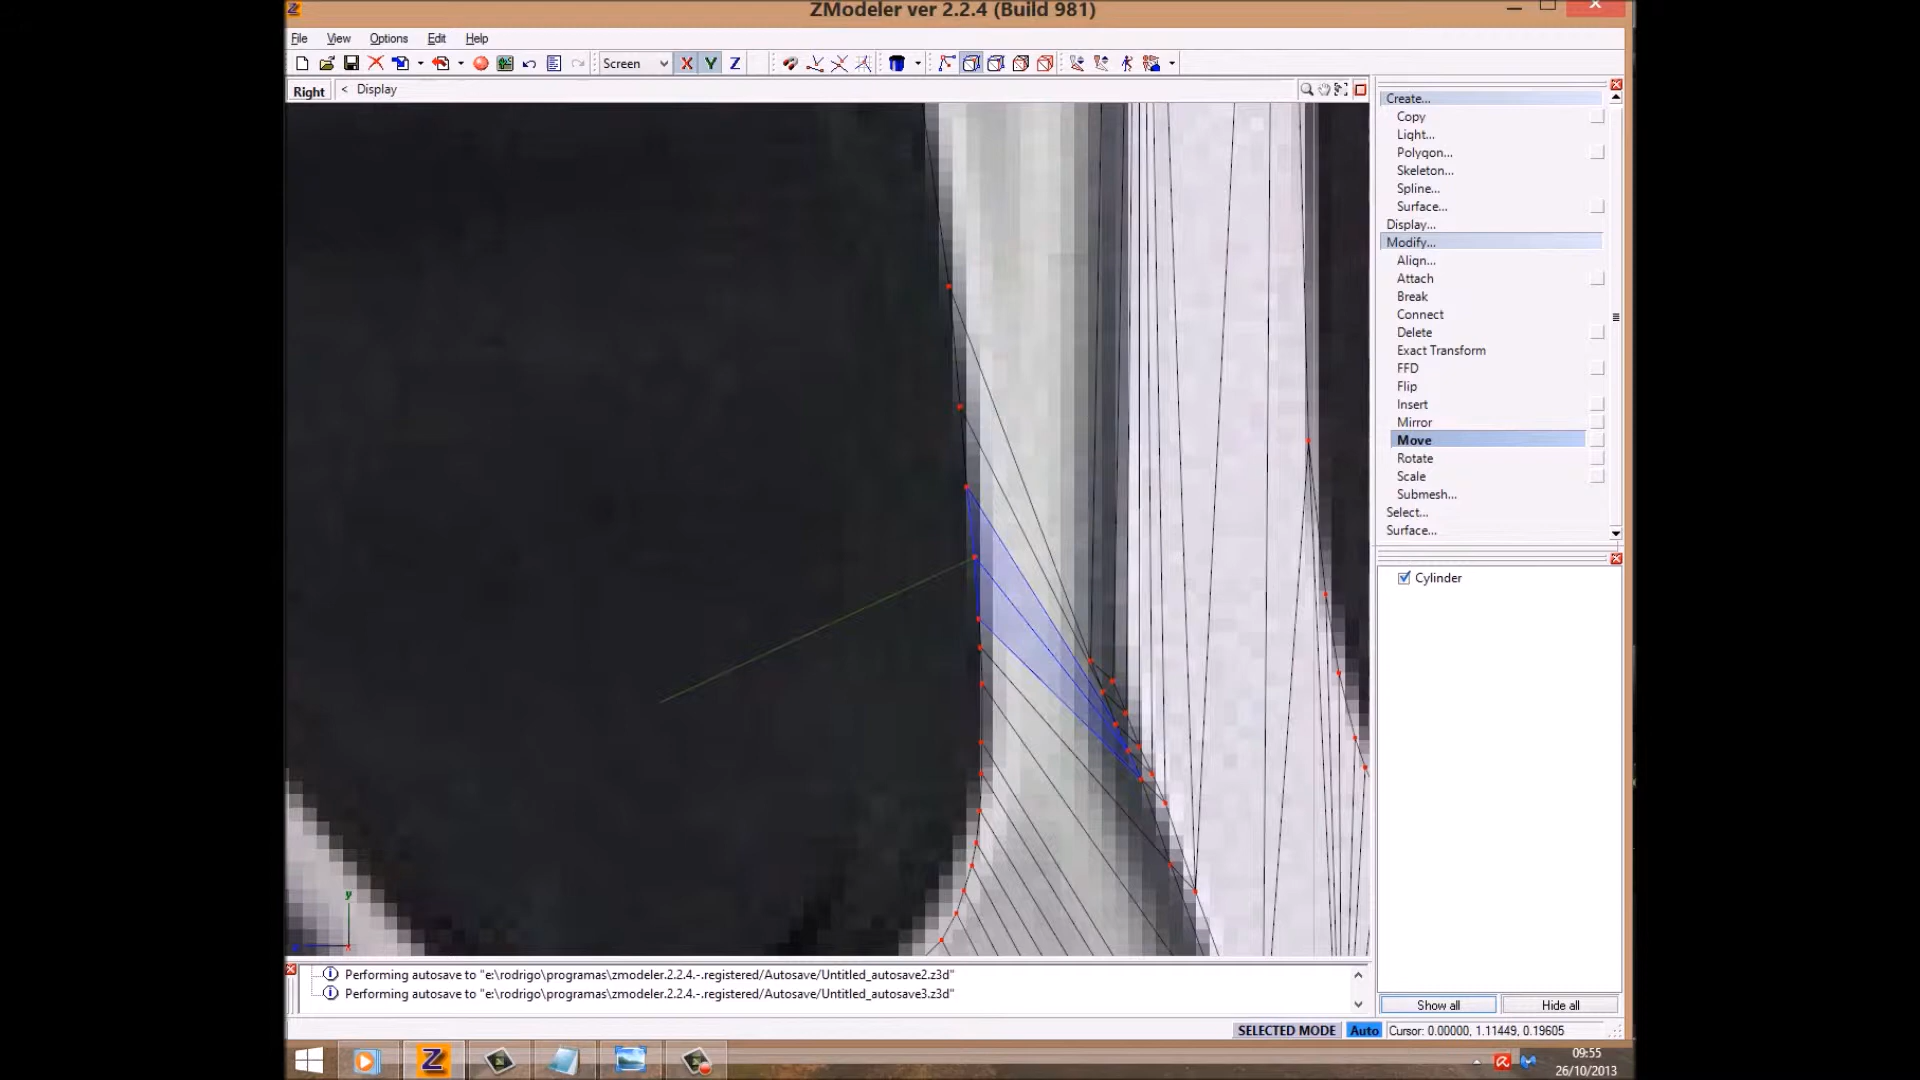 ZModeler ver 2.2.4 (Build 981)
File View Options Edit Help
Screen X Y Z
Right < Display
Create...
Copy
Light...
Polygon...
Skeleton...
Spline...
Surface...
Display...
Modify...
Align...
Attach
Break
Connect
Delete
Exact Transform
FFD
Flip
Insert
Mirror
Move
Rotate
Scale
Submesh...
Select...
Surface...
Cylinder
y
Performing autosave to "e:\rodrigo\programas\zmodeler.2.2.4.-.registered/Autosave/Untitled_autosave2.z3d"
Performing autosave to "e:\rodrigo\programas\zmodeler.2.2.4.-.registered/Autosave/Untitled_autosave3.z3d"
Show all Hide all
SELECTED MODE Auto Cursor: 0.00000, 1.11449, 0.19605
09:55
26/10/2013